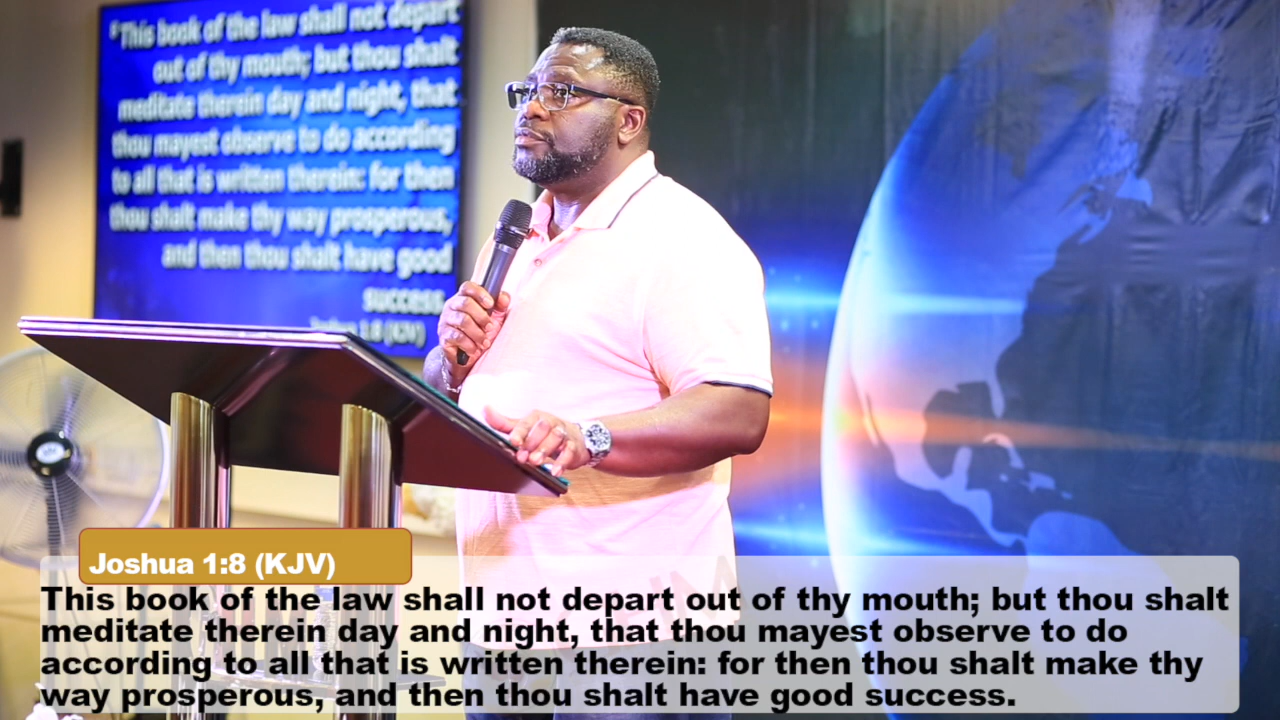 8 This book of the law shall not depart
out of thy mouth; but thou shalt
meditate therein day and night, that
thou mayest observe to do according
to all that is written therein: for then
thou shalt make thy way prosperous,
and then thou shalt have good
success.
Joshua 1:8 (KJV)
Joshua 1:8 (KJV)
This book of the law shall not depart out of thy mouth; but thou shalt
meditate therein day and night, that thou mayest observe to do
according to all that is written therein: for then thou shalt make thy
way prosperous, and then thou shalt have good success.